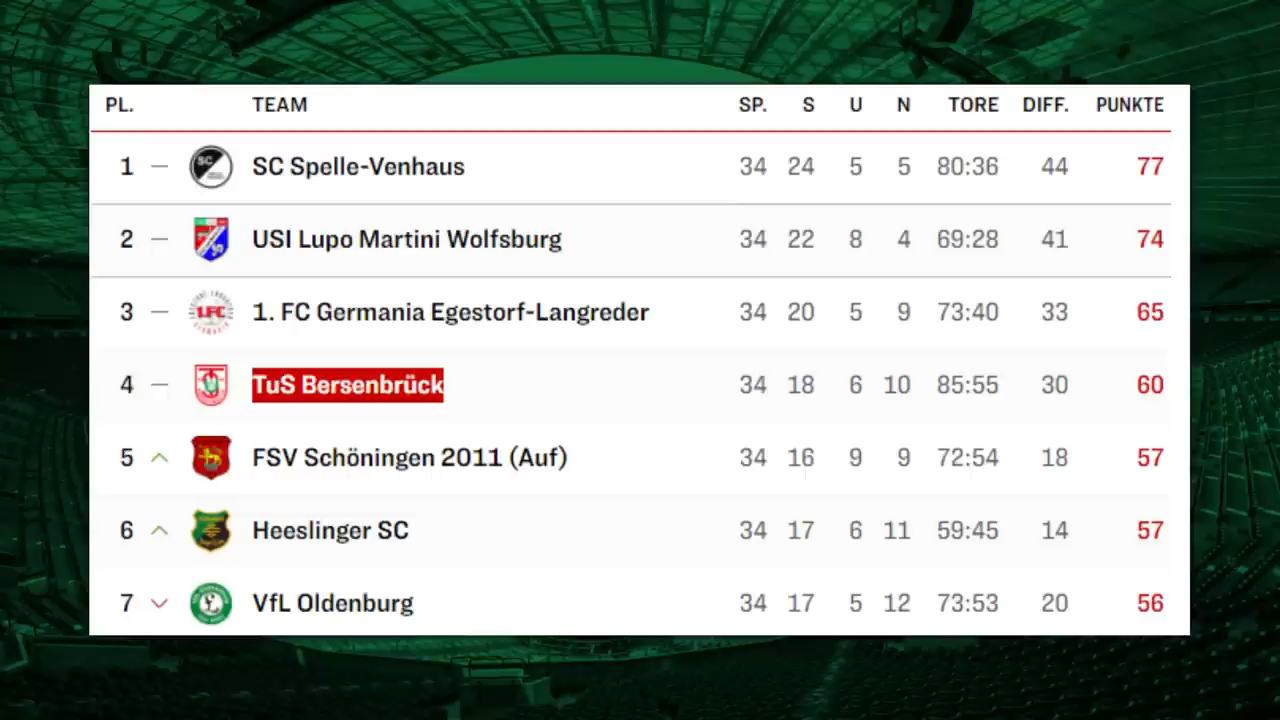 PL. TEAM SP. S U N TORE DIFF. PUNKTE
1 — SC Spelle-Venhaus 34 24 5 5 80:36 44 77
2 — USI Lupo Martini Wolfsburg 34 22 8 4 69:28 41 74
3 — 1. FC Germania Egestorf-Langreder 34 20 5 9 73:40 33 65
4 — TuS Bersenbrück 34 18 6 10 85:55 30 60
5 FSV Schöningen 2011 (Auf) 34 16 9 9 72:54 18 57
6 Heeslinger SC 34 17 6 11 59:45 14 57
7 VfL Oldenburg 34 17 5 12 73:53 20 56
SC
1.FC